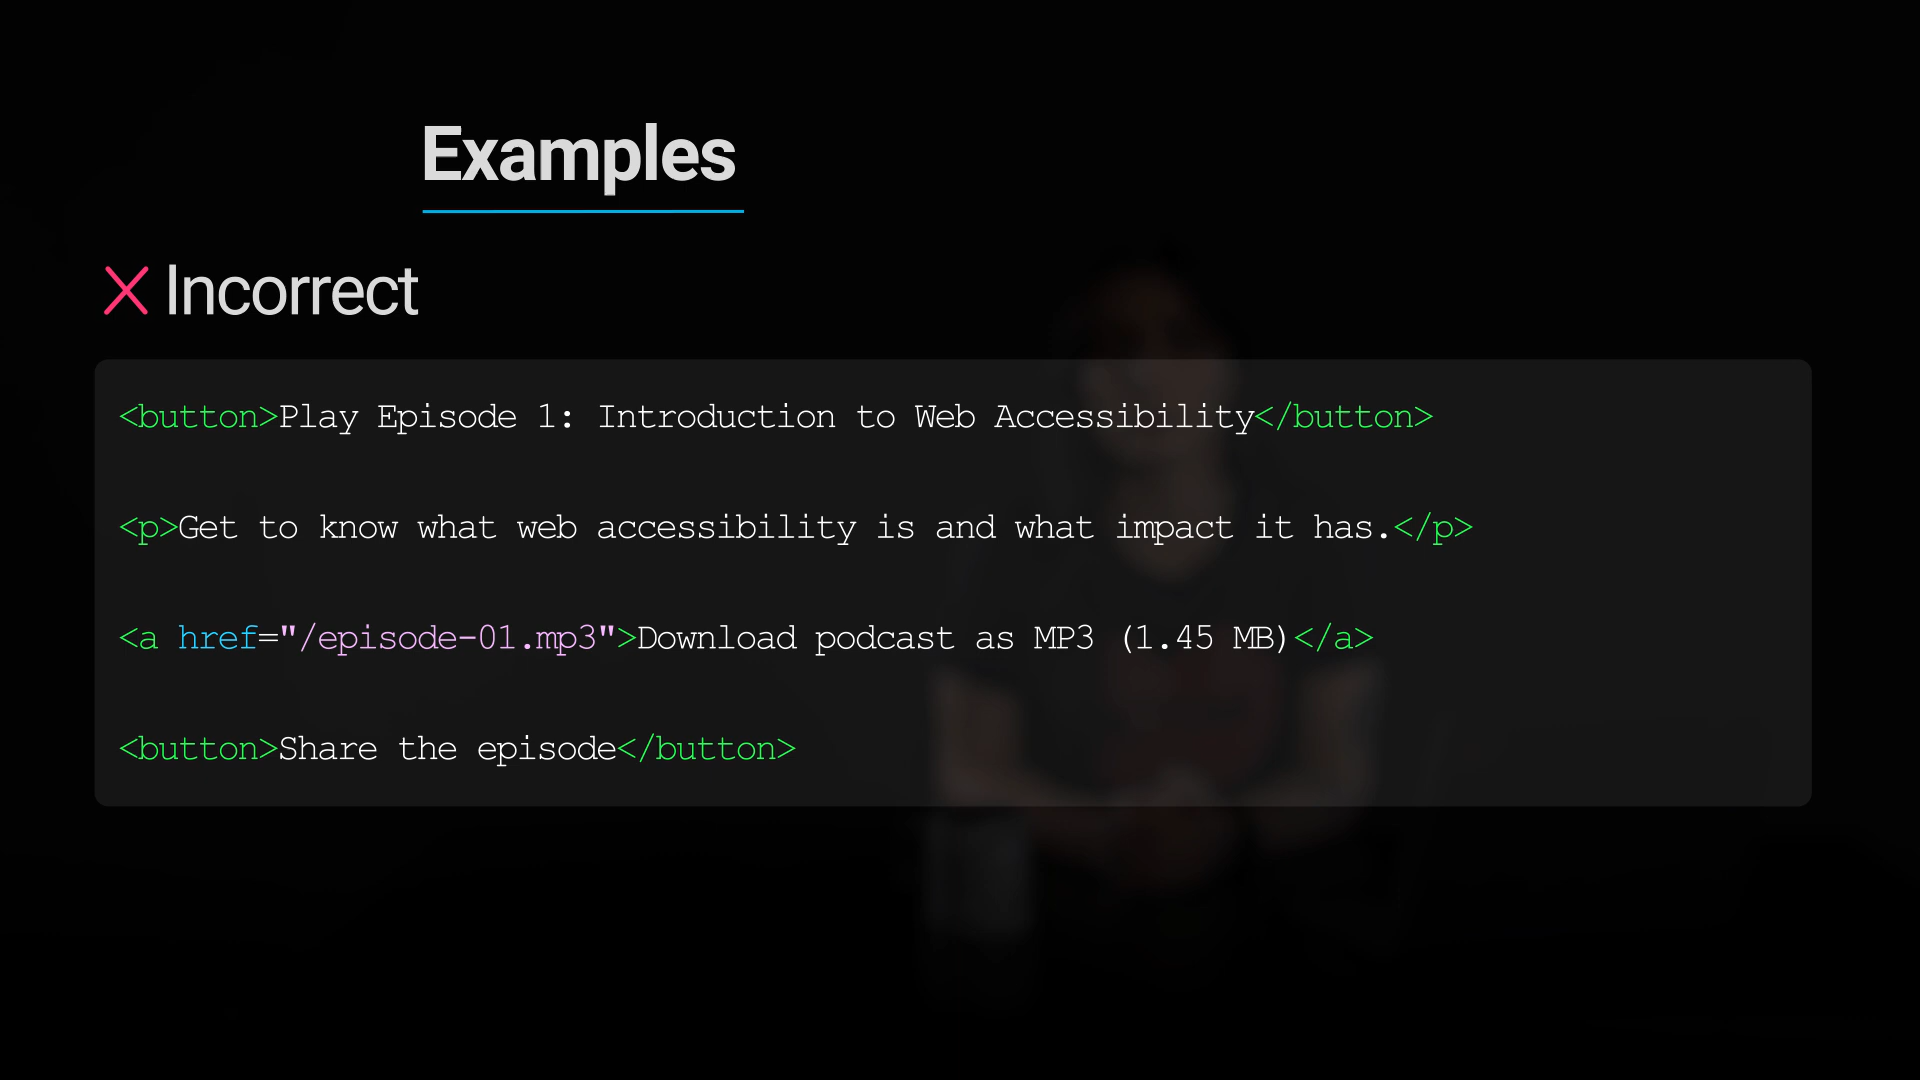 Examples
Incorrect
<button>Play Episode 1: Introduction to Web Accessibility</button>
<p>Get to know what web accessibility is and what impact it has.</p>
<a href="/episode-01.mp3">Download podcast as MP3 (1.45 MB)</a>
<button>Share the episode</button>